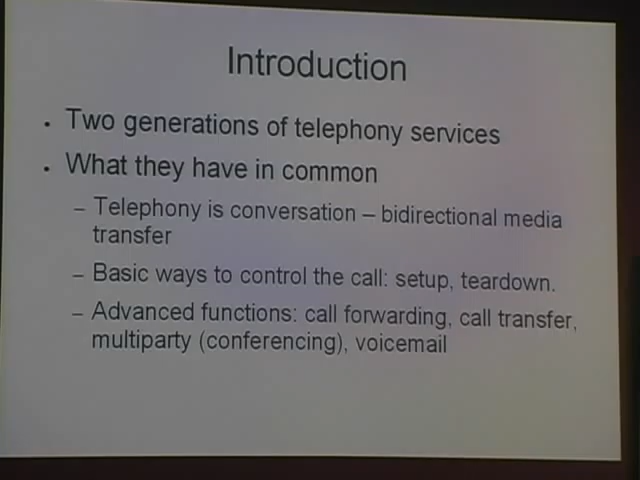 Introduction
• Two generations of telephony services
• What they have in common
– Telephony is conversation – bidirectional media
transfer
– Basic ways to control the call: setup, teardown.
– Advanced functions: call forwarding, call transfer,
multiparty (conferencing), voicemail